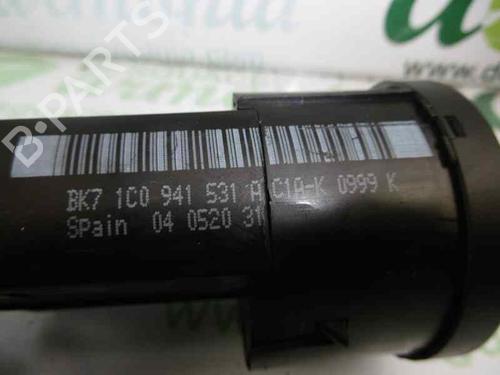 B-PARTS
BK7 1C0 941 531 A C1A-K 0999 K
Spain 04 0520 31